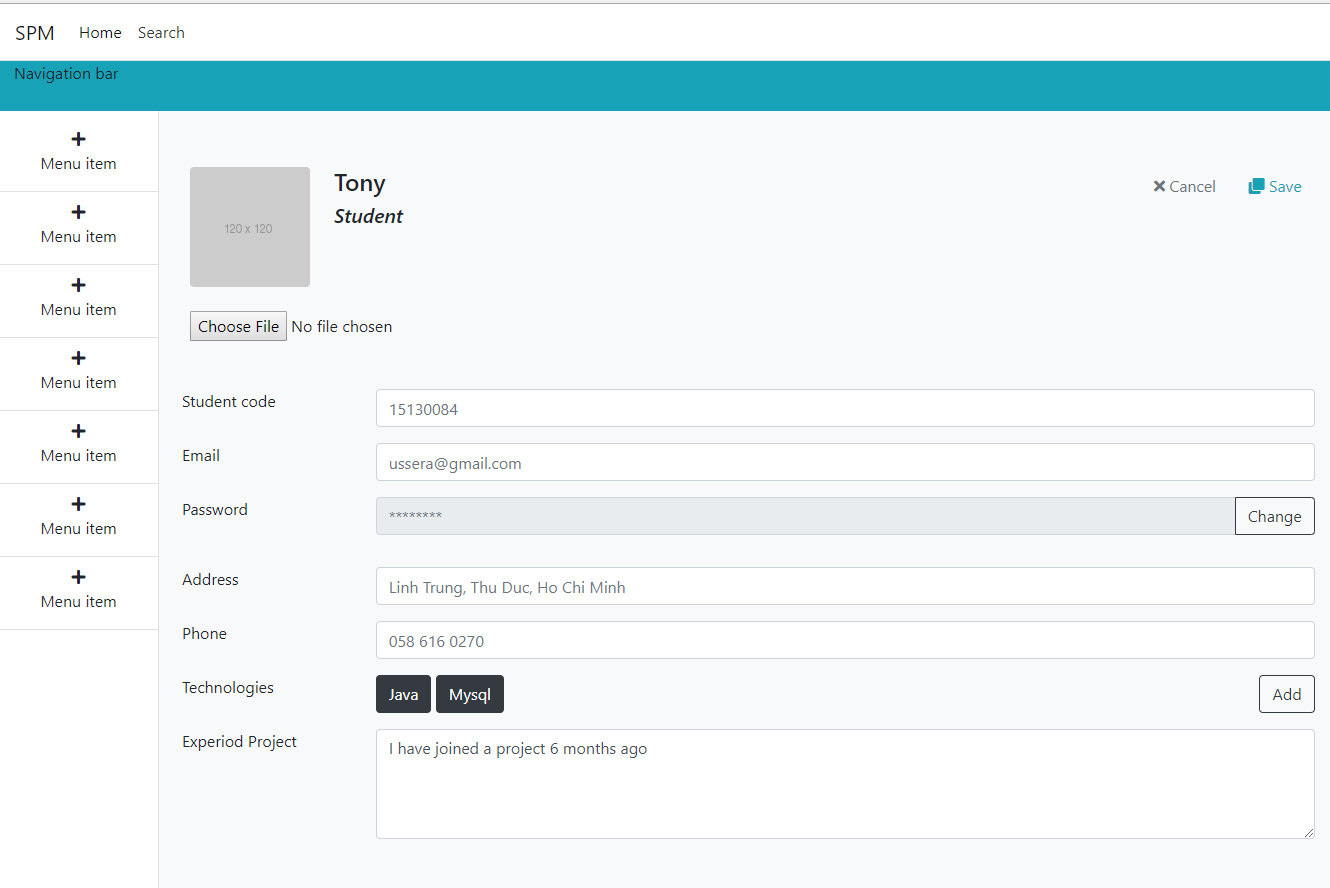 SPM Home Search
Navigation bar
Menu item
Menu item
Menu item
Menu item
Menu item
Menu item
Menu item
120 x 120
Tony
Student
Cancel Save
Choose File No file chosen
Student code 15130084
Email ussera@gmail.com
Password ******** Change
Address Linh Trung, Thu Duc, Ho Chi Minh
Phone 058 616 0270
Technologies Java Mysql Add
Experiod Project I have joined a project 6 months ago